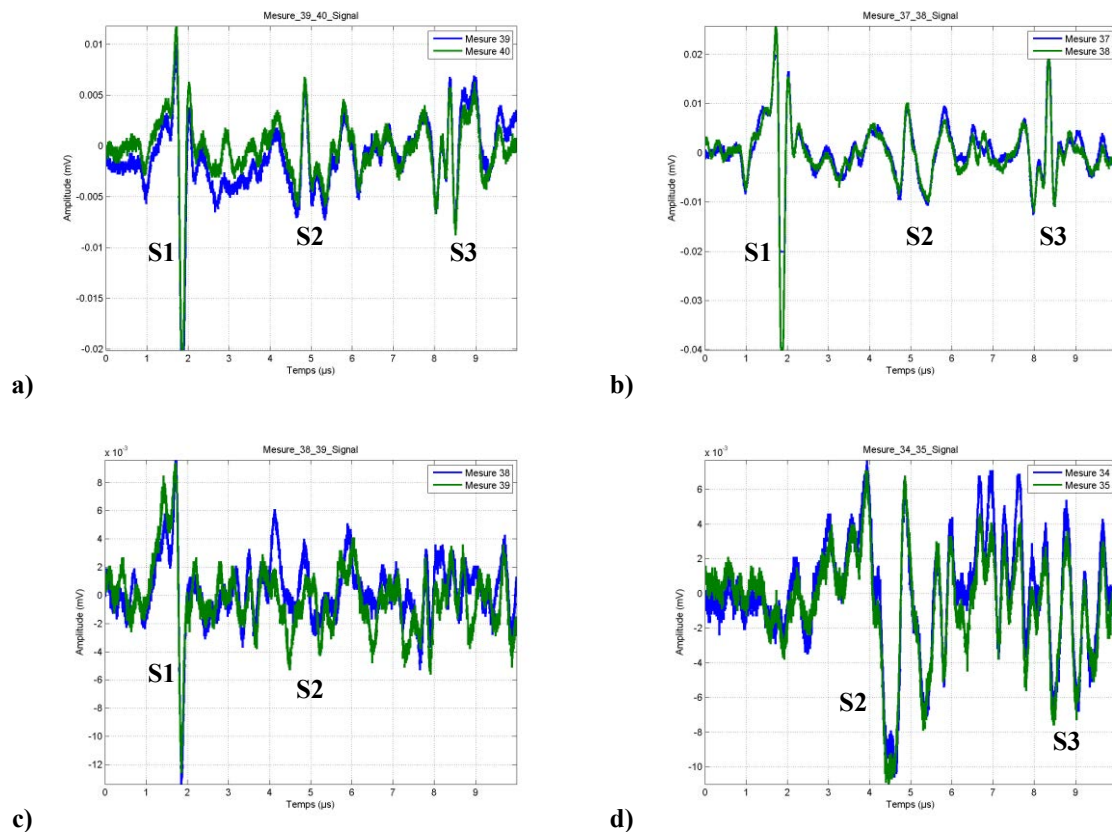 Mesure_39_40_Signal
0.01
0.005
0
-0.005
-0.01
-0.015
-0.02
Amplitude (mV)
Mesure 39
Mesure 40
S1
S2
S3
0 1 2 3 4 5 6 7 8 9
Temps (µs)
a)
Mesure_37_38_Signal
0.02
0.01
0
-0.01
-0.02
-0.03
-0.04
Amplitude (mV)
Mesure 37
Mesure 38
S1
S2
S3
0 1 2 3 4 5 6 7 8 9
Temps (µs)
b)
Mesure_38_39_Signal
x 10⁻³
8
6
4
2
0
-2
-4
-6
-8
-10
-12
Amplitude (mV)
Mesure 38
Mesure 39
S1
S2
0 1 2 3 4 5 6 7 8 9
Temps (µs)
c)
Mesure_34_35_Signal
x 10⁻³
6
4
2
0
-2
-4
-6
-8
-10
Amplitude (mV)
Mesure 34
Mesure 35
S2
S3
0 1 2 3 4 5 6 7 8 9
Temps (µs)
d)